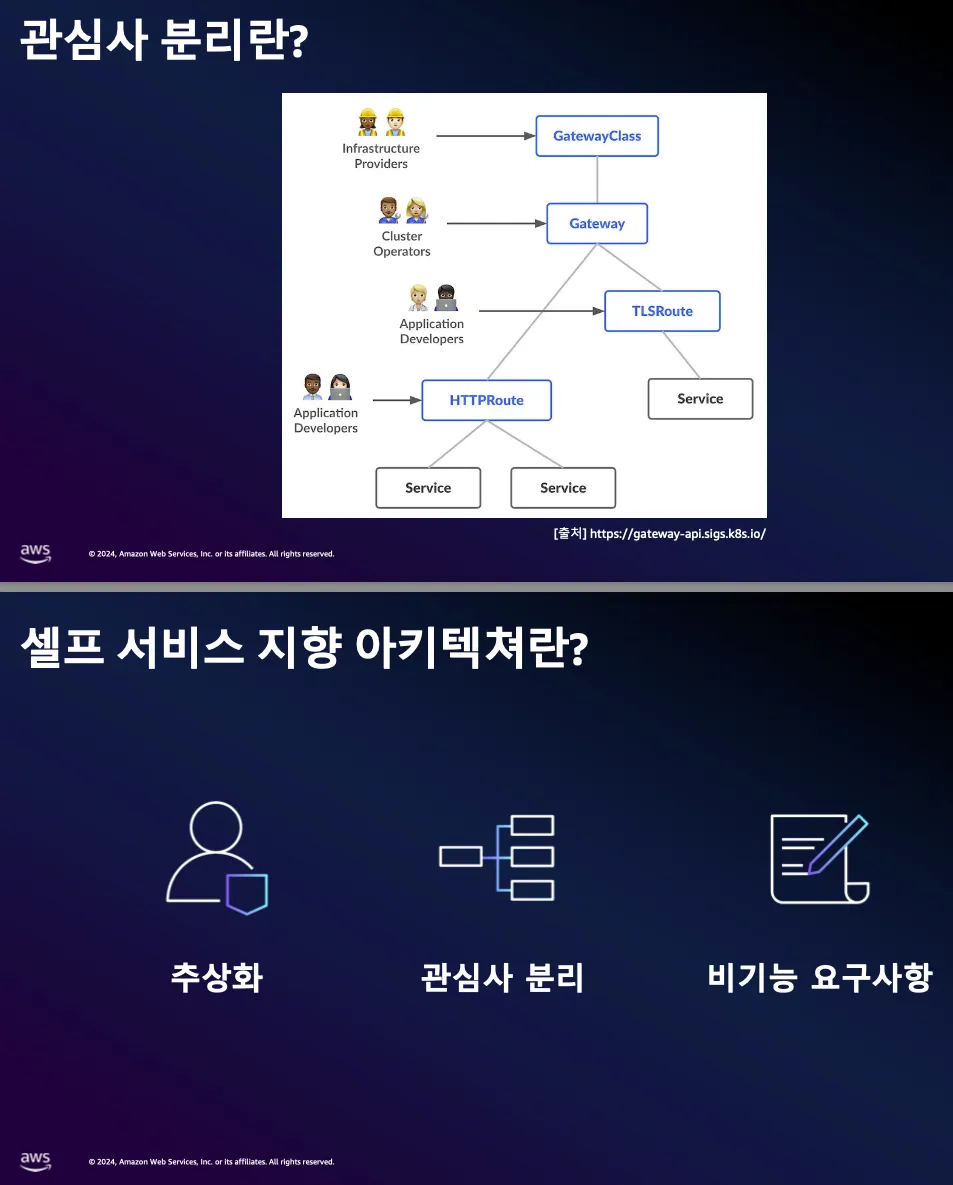 관심사 분리란?
Infrastructure
Providers
GatewayClass
Cluster
Operators
Gateway
Application
Developers
TLSRoute
Application
Developers
HTTPRoute
Service
Service
Service
[출처] https://gateway-api.sigs.k8s.io/
aws
© 2024, Amazon Web Services, Inc. or its affiliates. All rights reserved.
셀프 서비스 지향 아키텍쳐란?
추상화
관심사 분리
비기능 요구사항
aws
© 2024, Amazon Web Services, Inc. or its affiliates. All rights reserved.